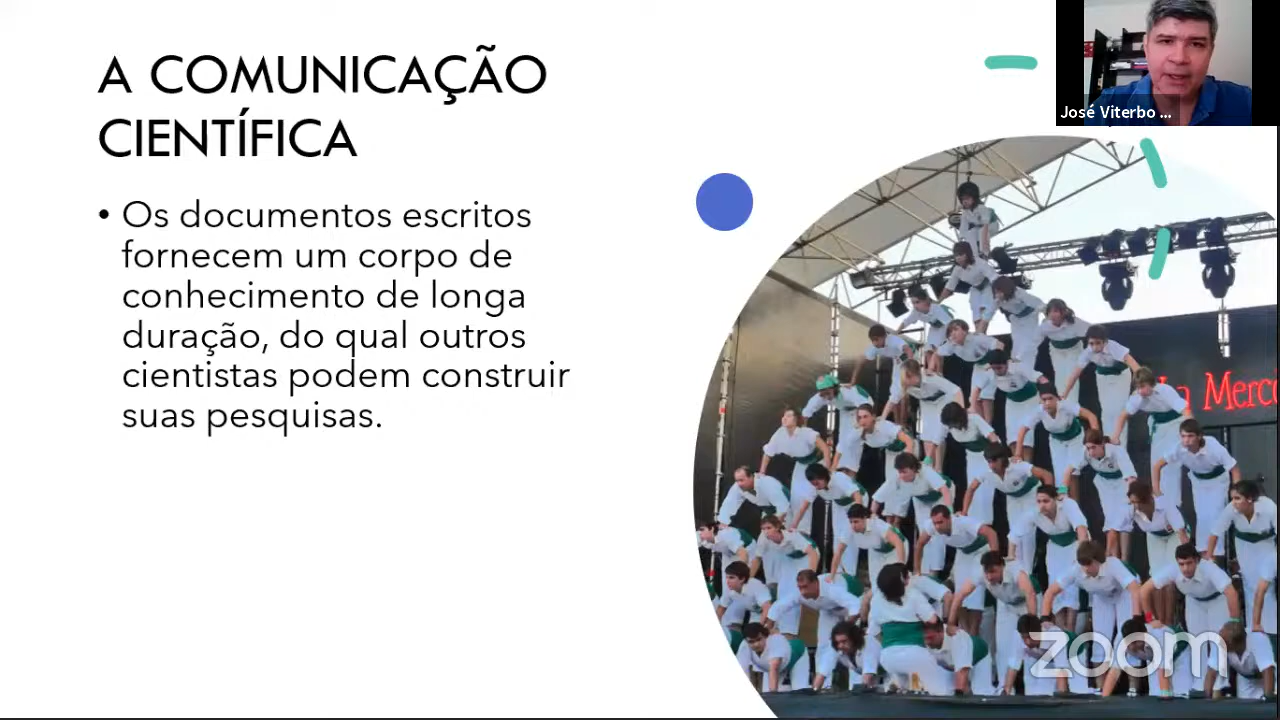 A COMUNICAÇÃO
CIENTÍFICA
José Viterbo ...
• Os documentos escritos
fornecem um corpo de
conhecimento de longa
duração, do qual outros
cientistas podem construir
suas pesquisas.
la Merc
zoom